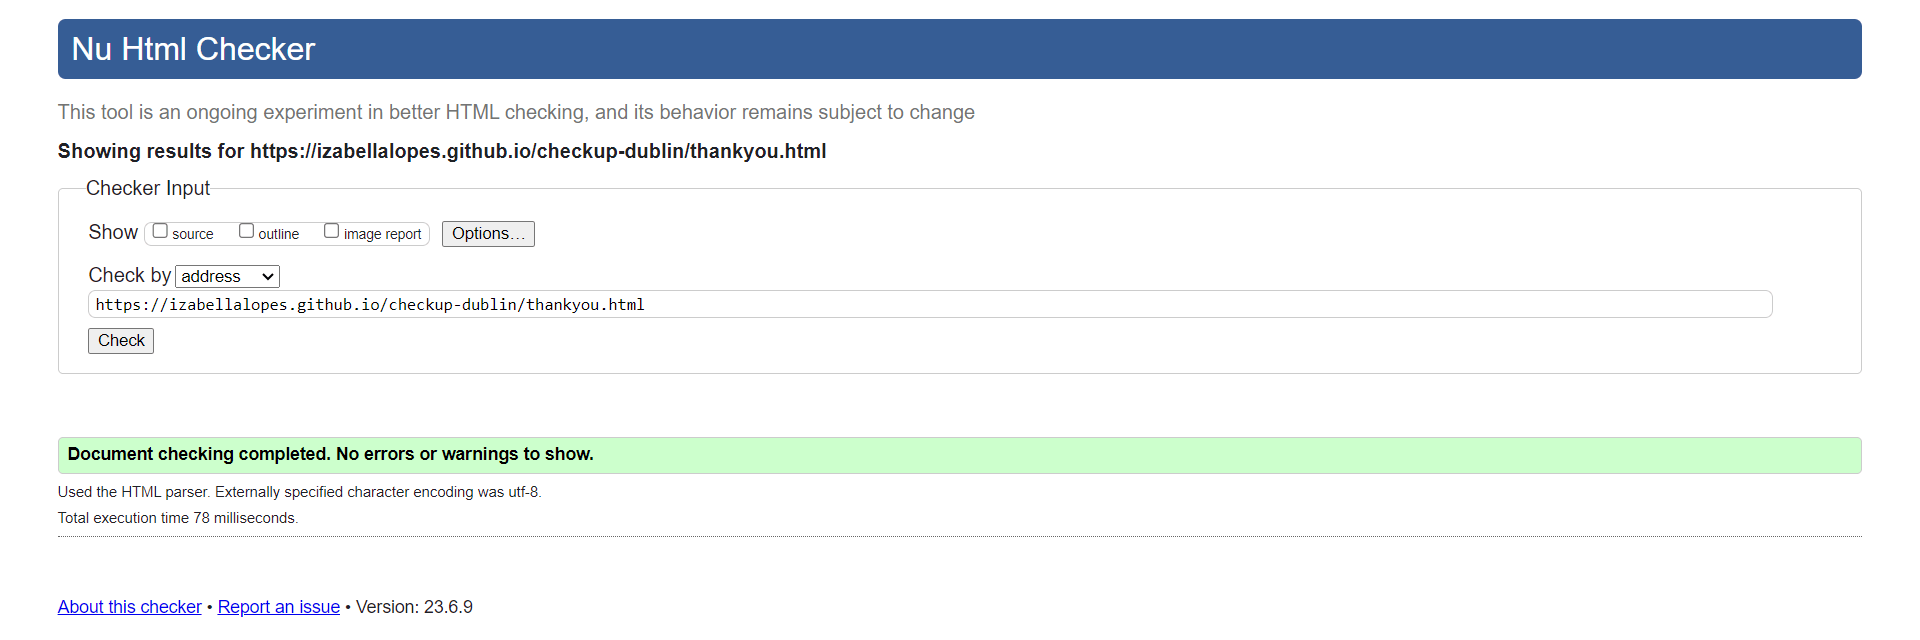 Nu Html Checker
This tool is an ongoing experiment in better HTML checking, and its behavior remains subject to change
Showing results for https://izabellalopes.github.io/checkup-dublin/thankyou.html
Checker Input
Show source outline image report Options...
Check by address
https://izabellalopes.github.io/checkup-dublin/thankyou.html
Check
Document checking completed. No errors or warnings to show.
Used the HTML parser. Externally specified character encoding was utf-8.
Total execution time 78 milliseconds.
About this checker • Report an issue • Version: 23.6.9